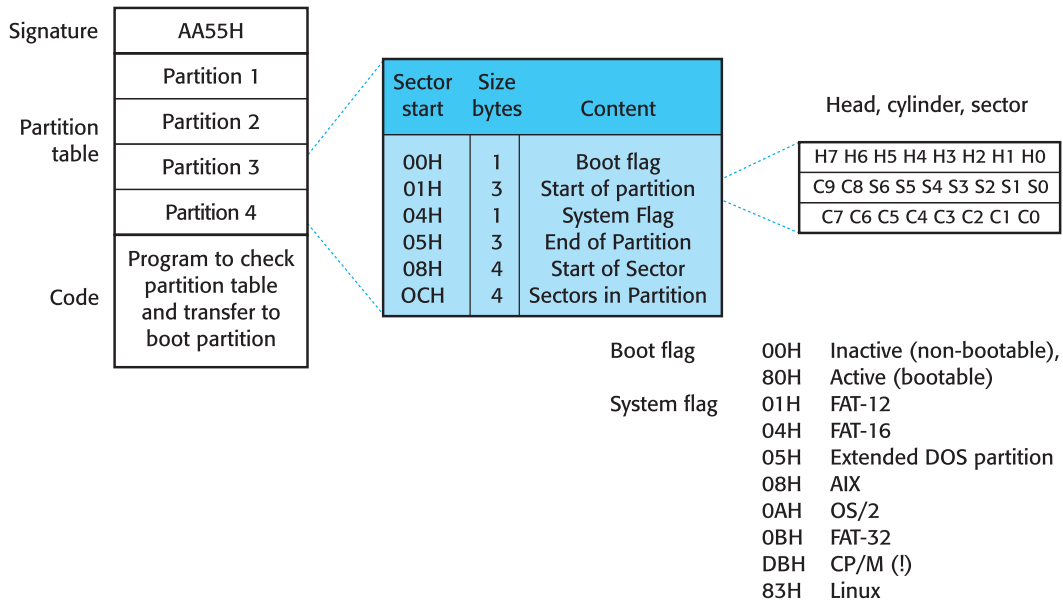 Signature
AA55H
Partition table
Partition 1
Partition 2
Partition 3
Partition 4
Code
Program to check
partition table
and transfer to
boot partition
Sector start Size bytes Content
00H 1 Boot flag
01H 3 Start of partition
04H 1 System Flag
05H 3 End of Partition
08H 4 Start of Sector
OCH 4 Sectors in Partition
Head, cylinder, sector
H7 H6 H5 H4 H3 H2 H1 H0
C9 C8 S6 S5 S4 S3 S2 S1 S0
C7 C6 C5 C4 C3 C2 C1 C0
Boot flag 00H Inactive (non-bootable),
80H Active (bootable)
System flag 01H FAT-12
04H FAT-16
05H Extended DOS partition
08H AIX
0AH OS/2
0BH FAT-32
DBH CP/M (!)
83H Linux